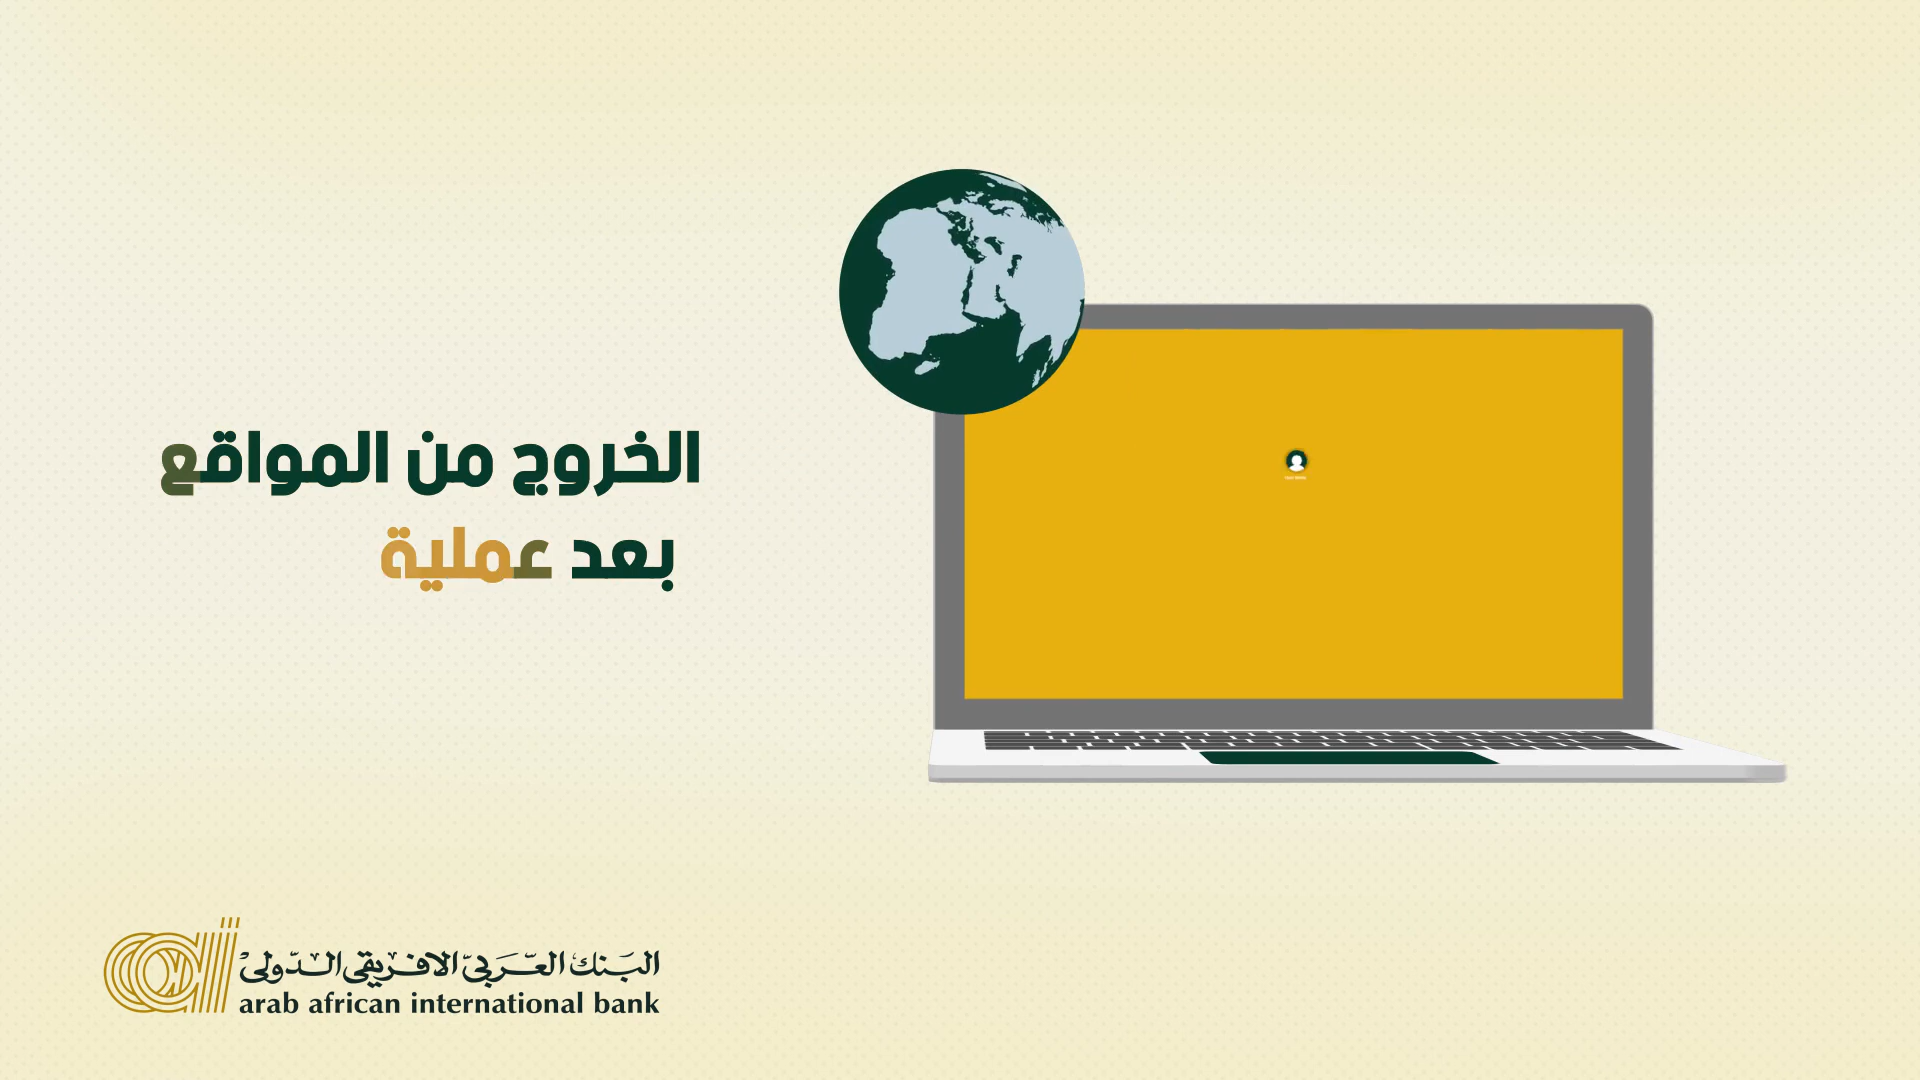 الخروج من المواقع
بعد عملية
البنك العربي الافريقي الدولي
arab african international bank